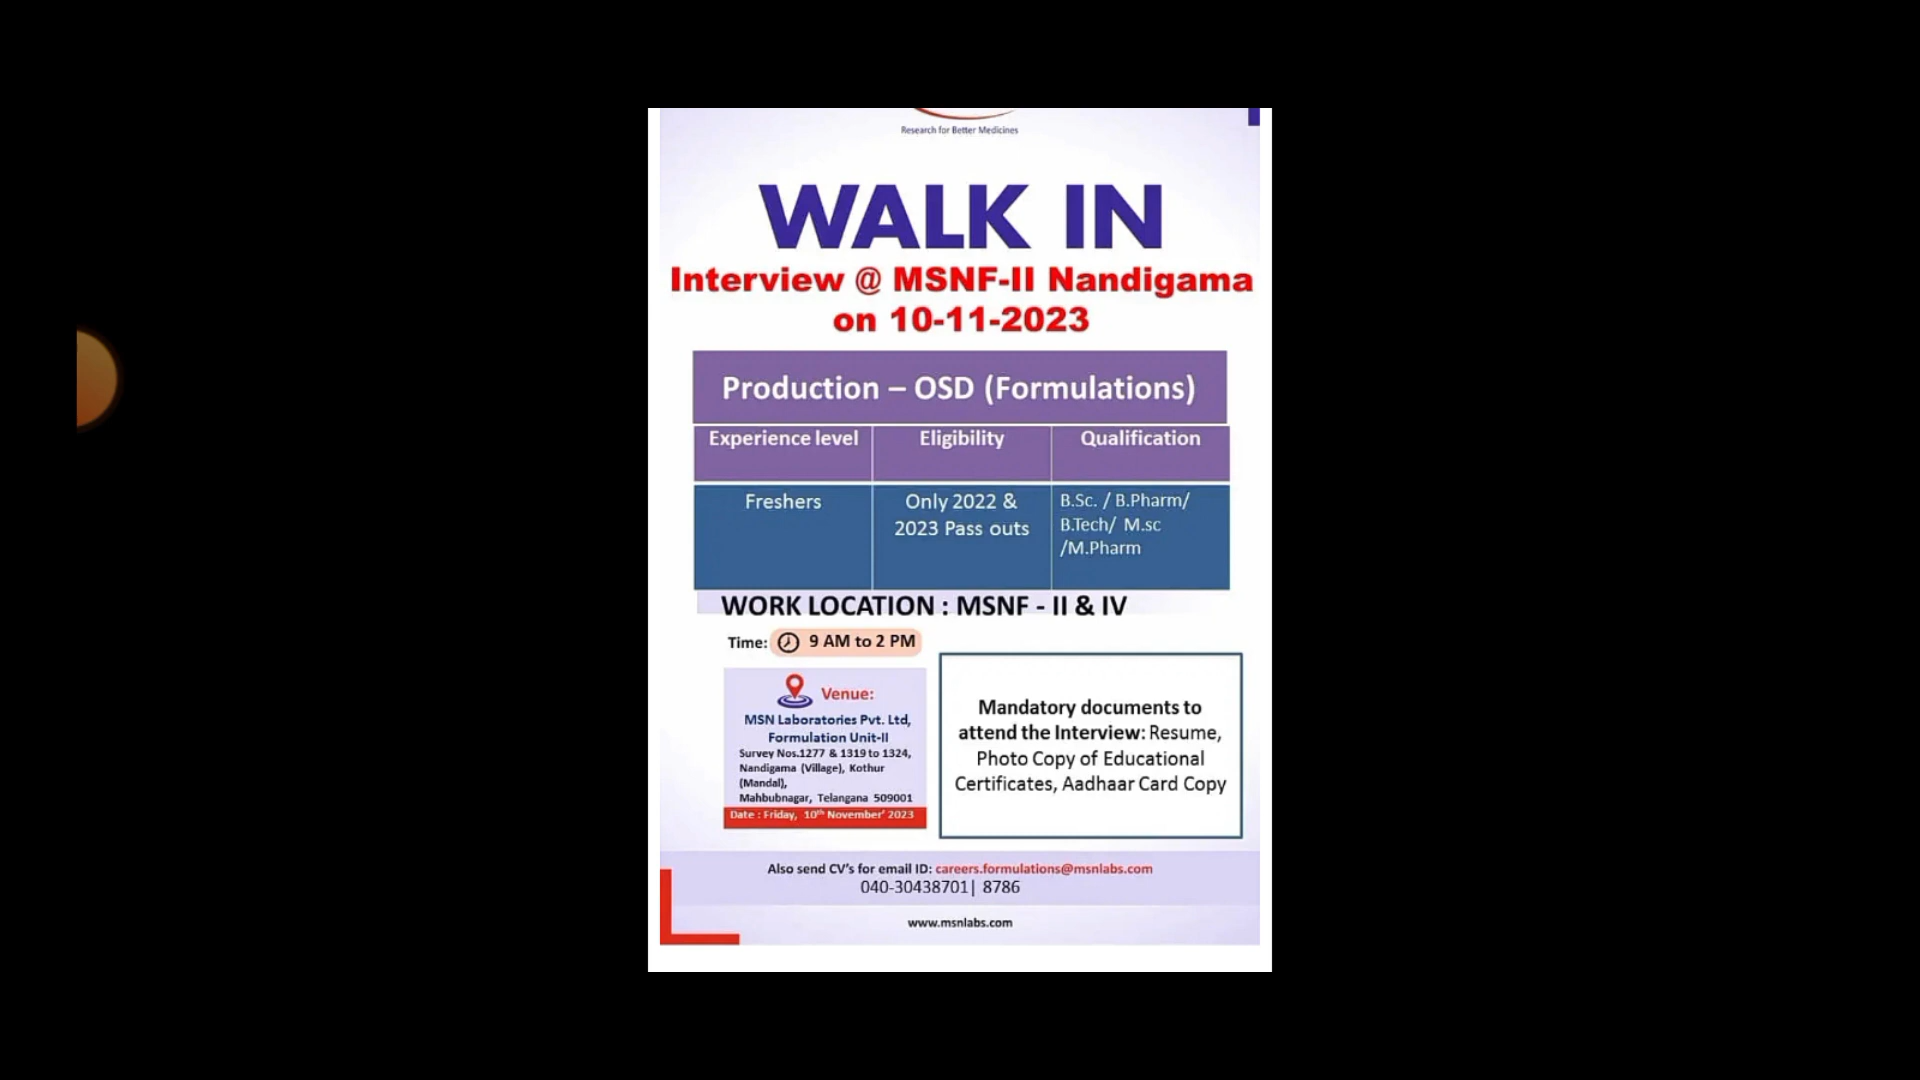 Research for Better Medicines
WALK IN
Interview @ MSNF-II Nandigama
on 10-11-2023
Production – OSD (Formulations)
Experience level
Eligibility
Qualification
Freshers
Only 2022 &
2023 Pass outs
B.Sc. / B.Pharm/
B.Tech/ M.sc
/M.Pharm
WORK LOCATION : MSNF - II & IV
Time: 9 AM to 2 PM
Venue:
MSN Laboratories Pvt. Ltd,
Formulation Unit-II
Survey Nos.1277 & 1319 to 1324,
Nandigama (Village), Kothur
(Mandal),
Mahbubnagar, Telangana 509001
Date : Friday, 10th November' 2023
Mandatory documents to
attend the Interview: Resume,
Photo Copy of Educational
Certificates, Aadhaar Card Copy
Also send CV's for email ID: careers.formulations@msnlabs.com
040-30438701| 8786
www.msnlabs.com